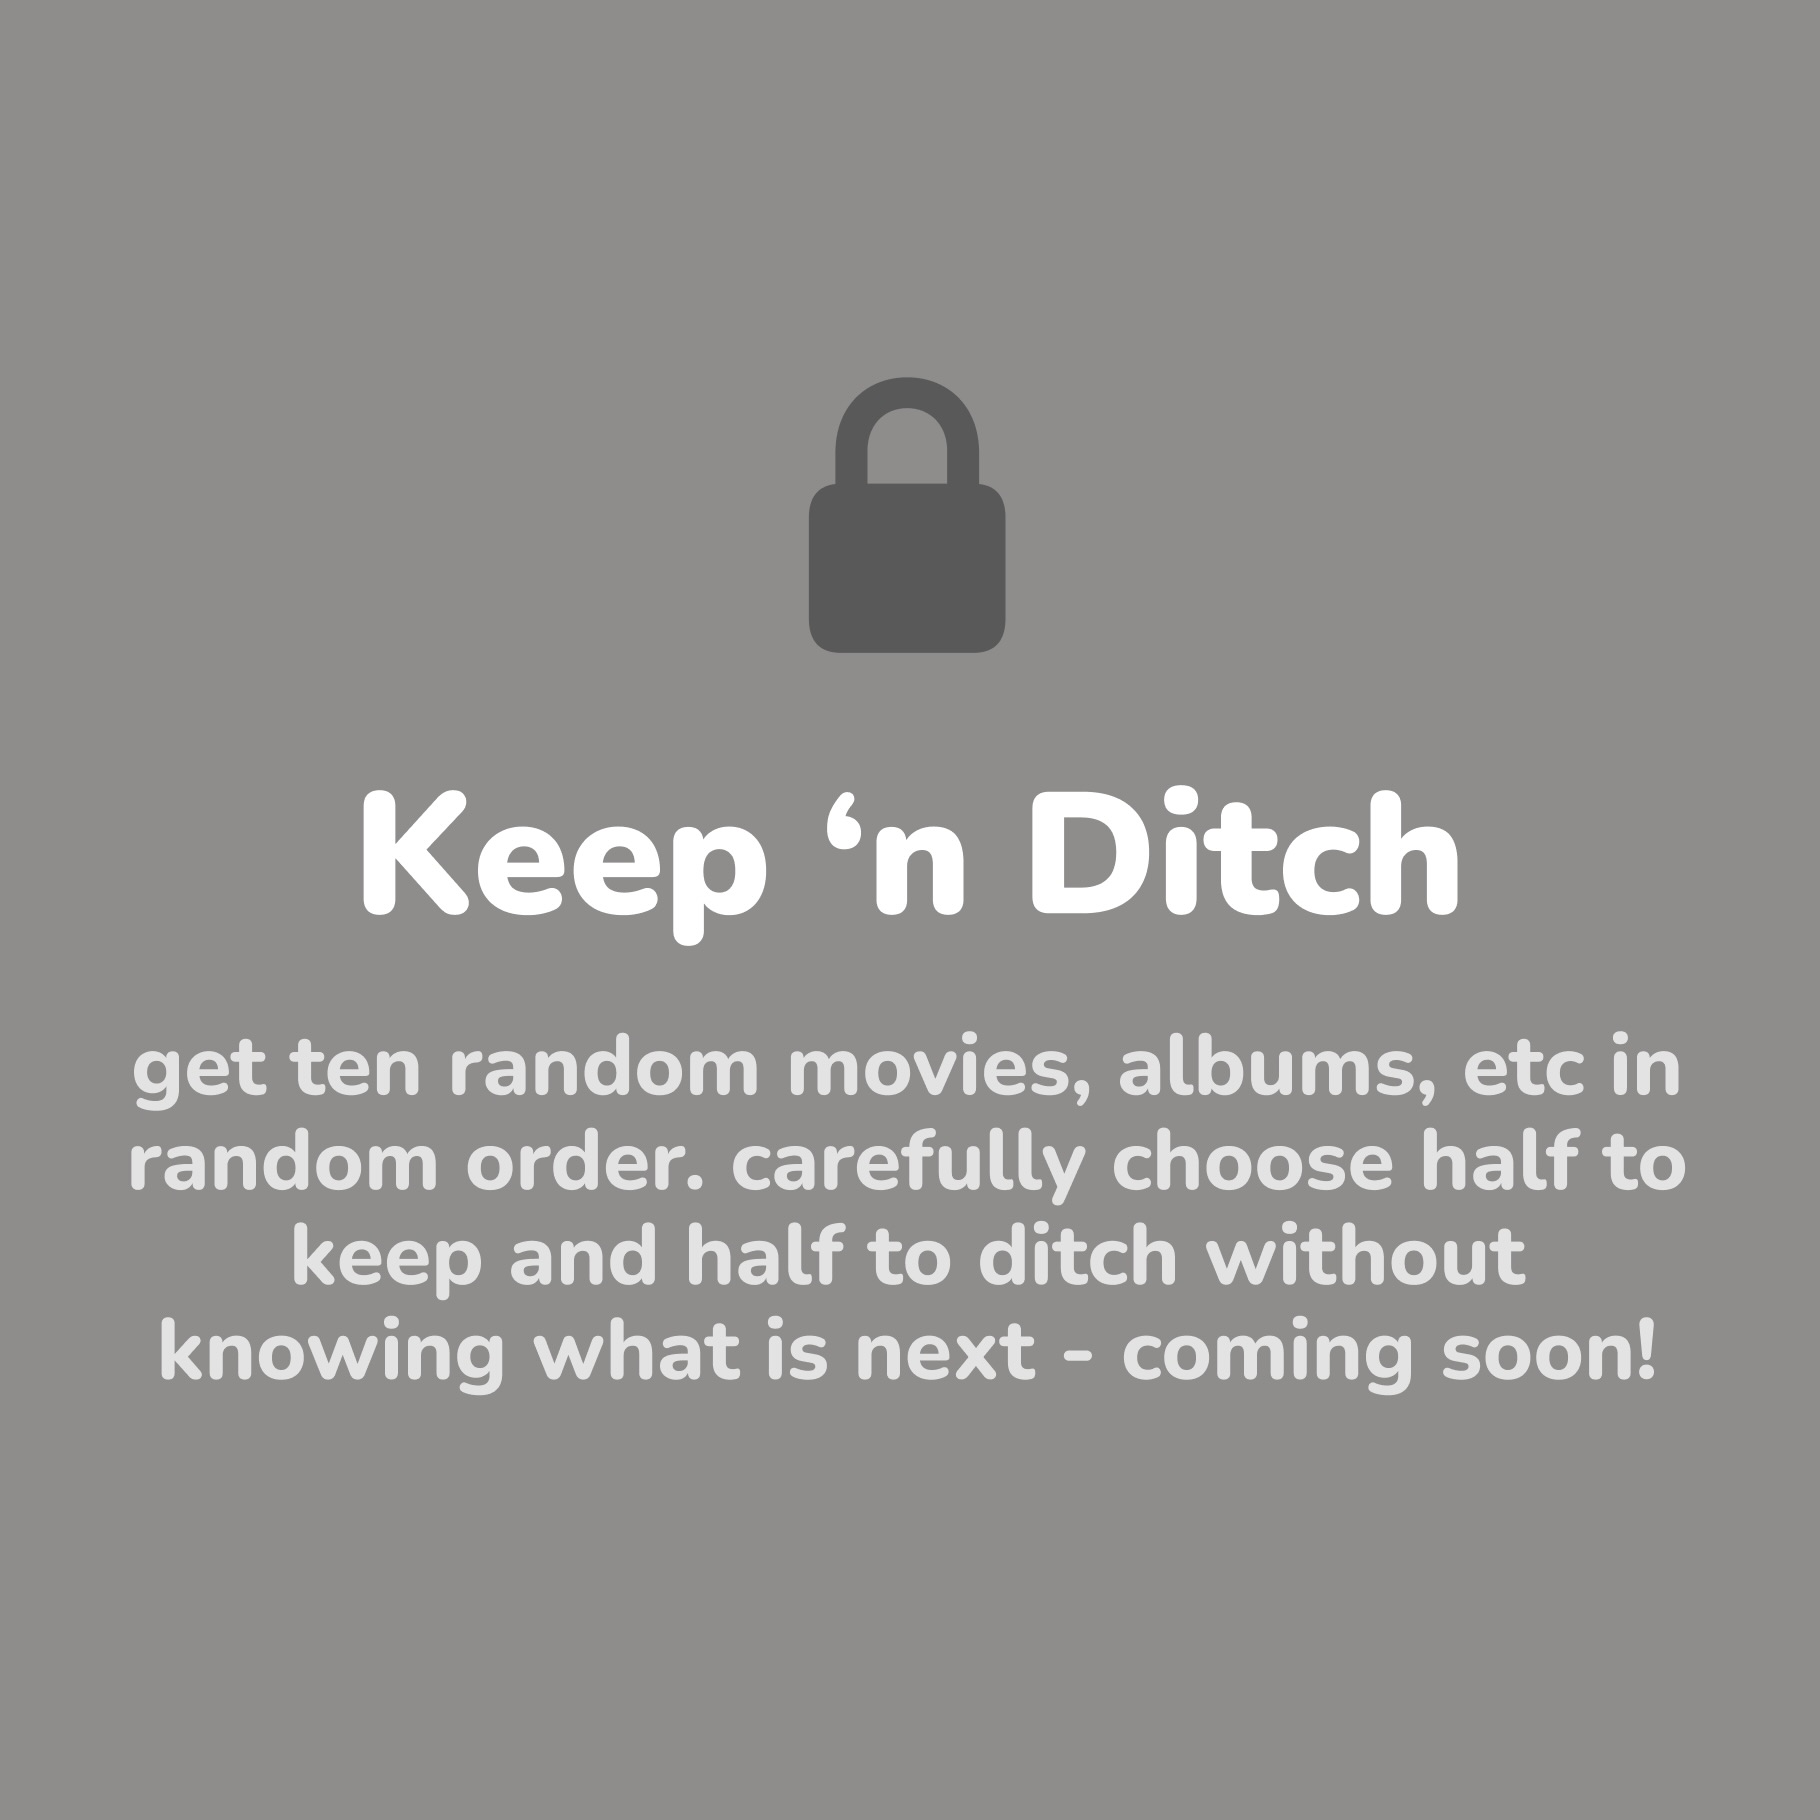 Keep ‘n Ditch
get ten random movies, albums, etc in
random order. carefully choose half to
keep and half to ditch without
knowing what is next - coming soon!